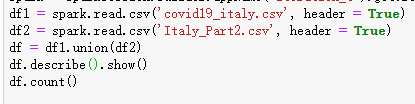 df1 = spark.read.csv('covid19_italy.csv', header = True)
df2 = spark.read.csv('Italy_Part2.csv', header = True)
df = df1.union(df2)
df.describe().show()
df.count()